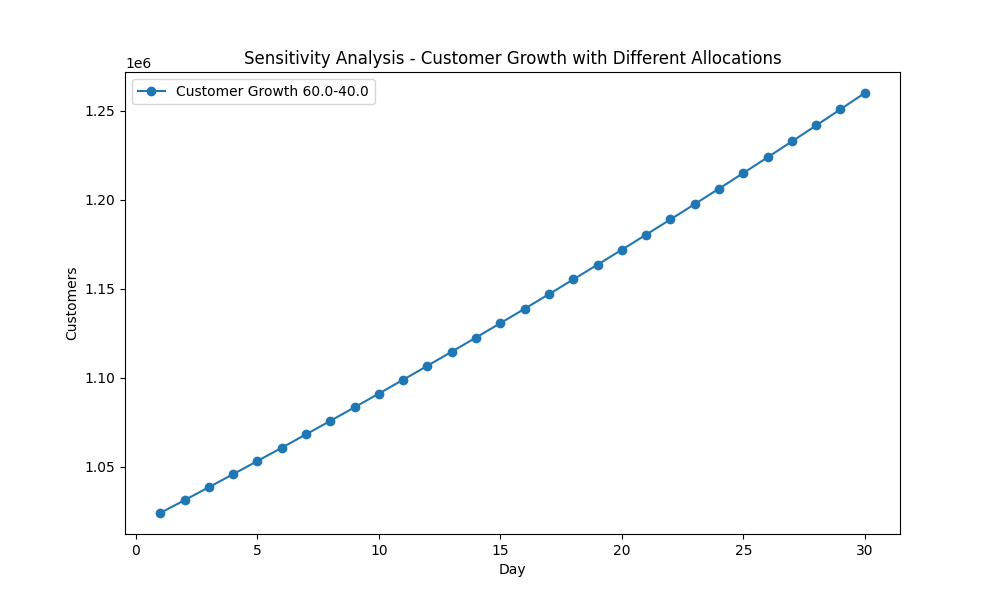 Sensitivity Analysis - Customer Growth with Different Allocations
1e6
Customer Growth 60.0-40.0
1.25
1.20
1.15
1.10
1.05
Customers
0 5 10 15 20 25 30
Day